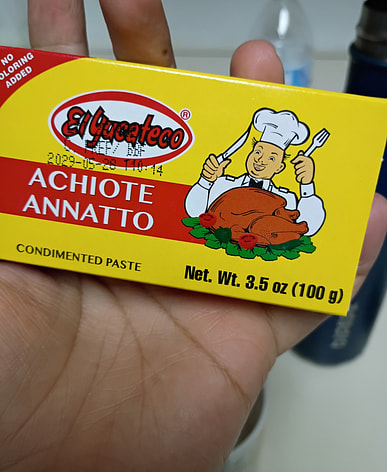 NO
COLORING
ADDED
El Yucateco®
2029-05-28
ACHIOTE
ANNATTO
CONDIMENTED PASTE
Net. Wt. 3.5 oz (100 g)